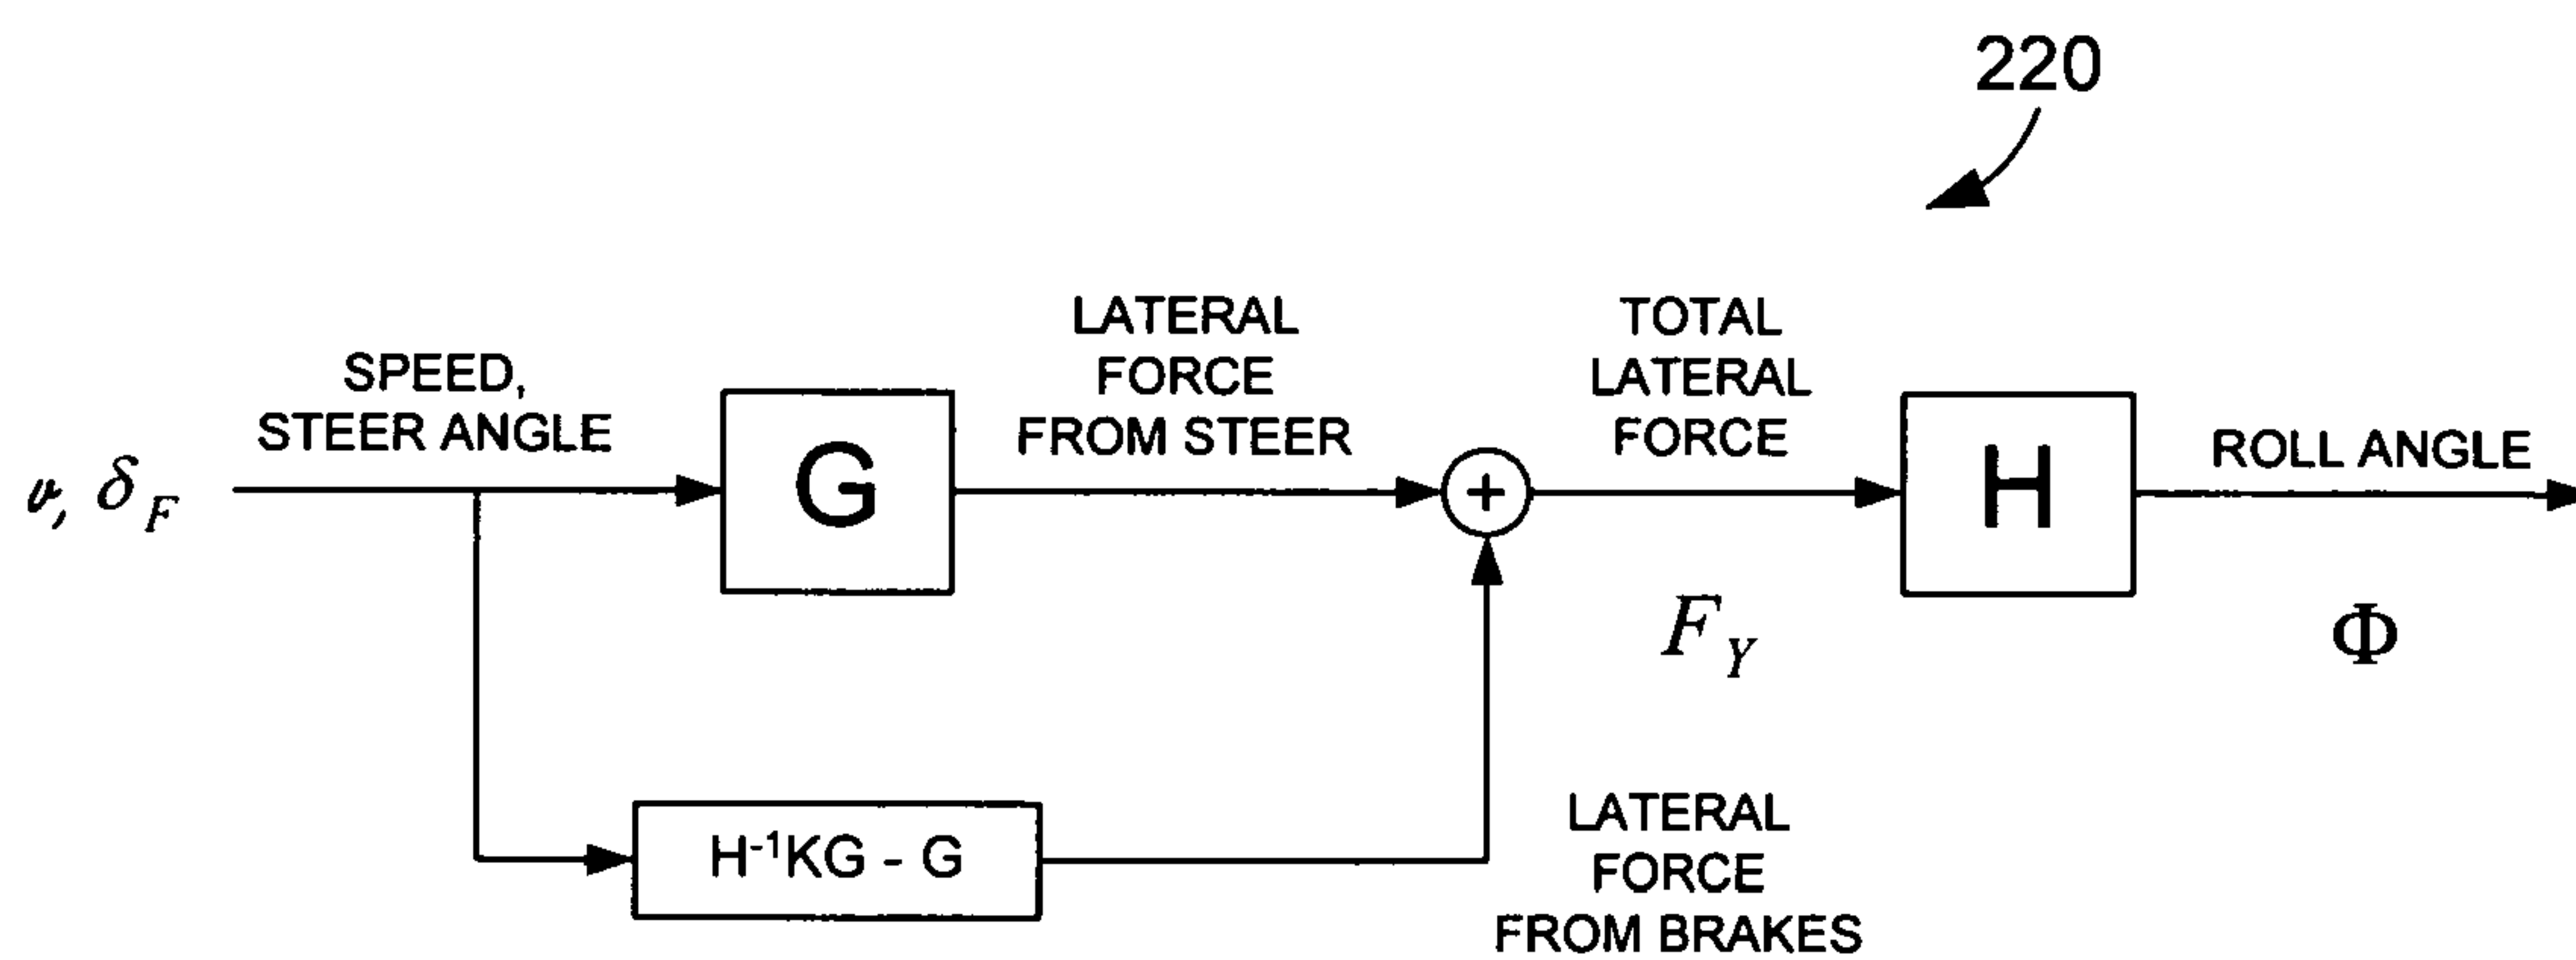 220
SPEED,
STEER ANGLE
v, δF
G
LATERAL
FORCE
FROM STEER
+
TOTAL
LATERAL
FORCE
FY
H
ROLL ANGLE
Φ
H-1KG - G
LATERAL
FORCE
FROM BRAKES